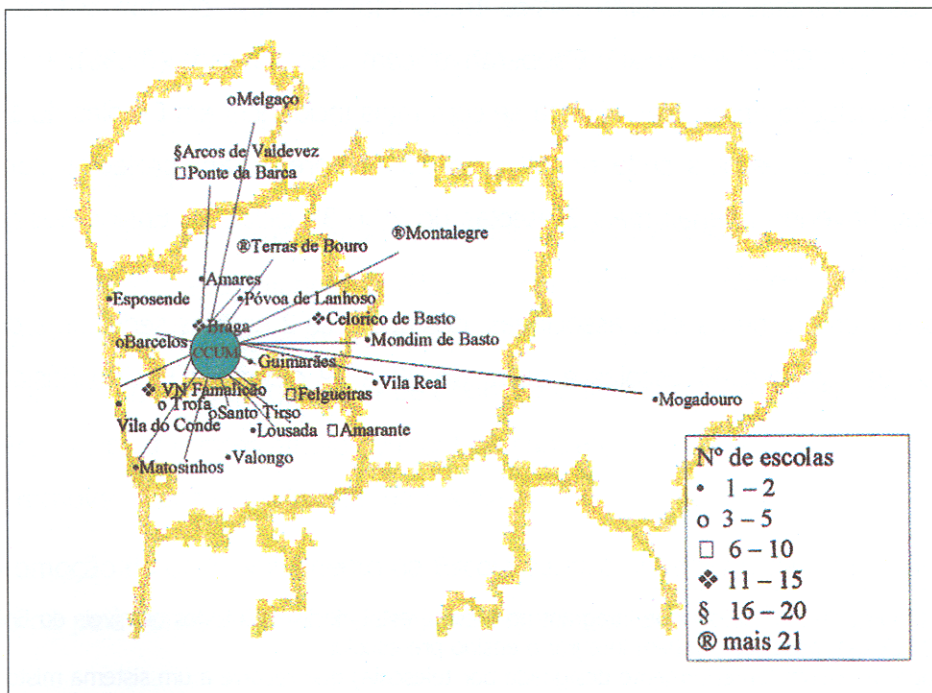 oMelgaço
§Arcos de Valdevez
□Ponte da Barca
®Terras de Bouro
®Montalegre
•Amares
•Esposende
•Póvoa de Lanhoso
❖Braga
❖Celorico de Basto
oBarcelos
•Mondim de Basto
CCUM
•Guimarães
•Vila Real
❖VN Famalicão
□Felgueiras
•Mogadouro
o Trofa
oSanto Tirso
•
Vila do Conde
•Lousada
□Amarante
•Matosinhos
•Valongo
Nº de escolas
• 1 – 2
o 3 – 5
□ 6 – 10
❖ 11 – 15
§ 16 – 20
® mais 21